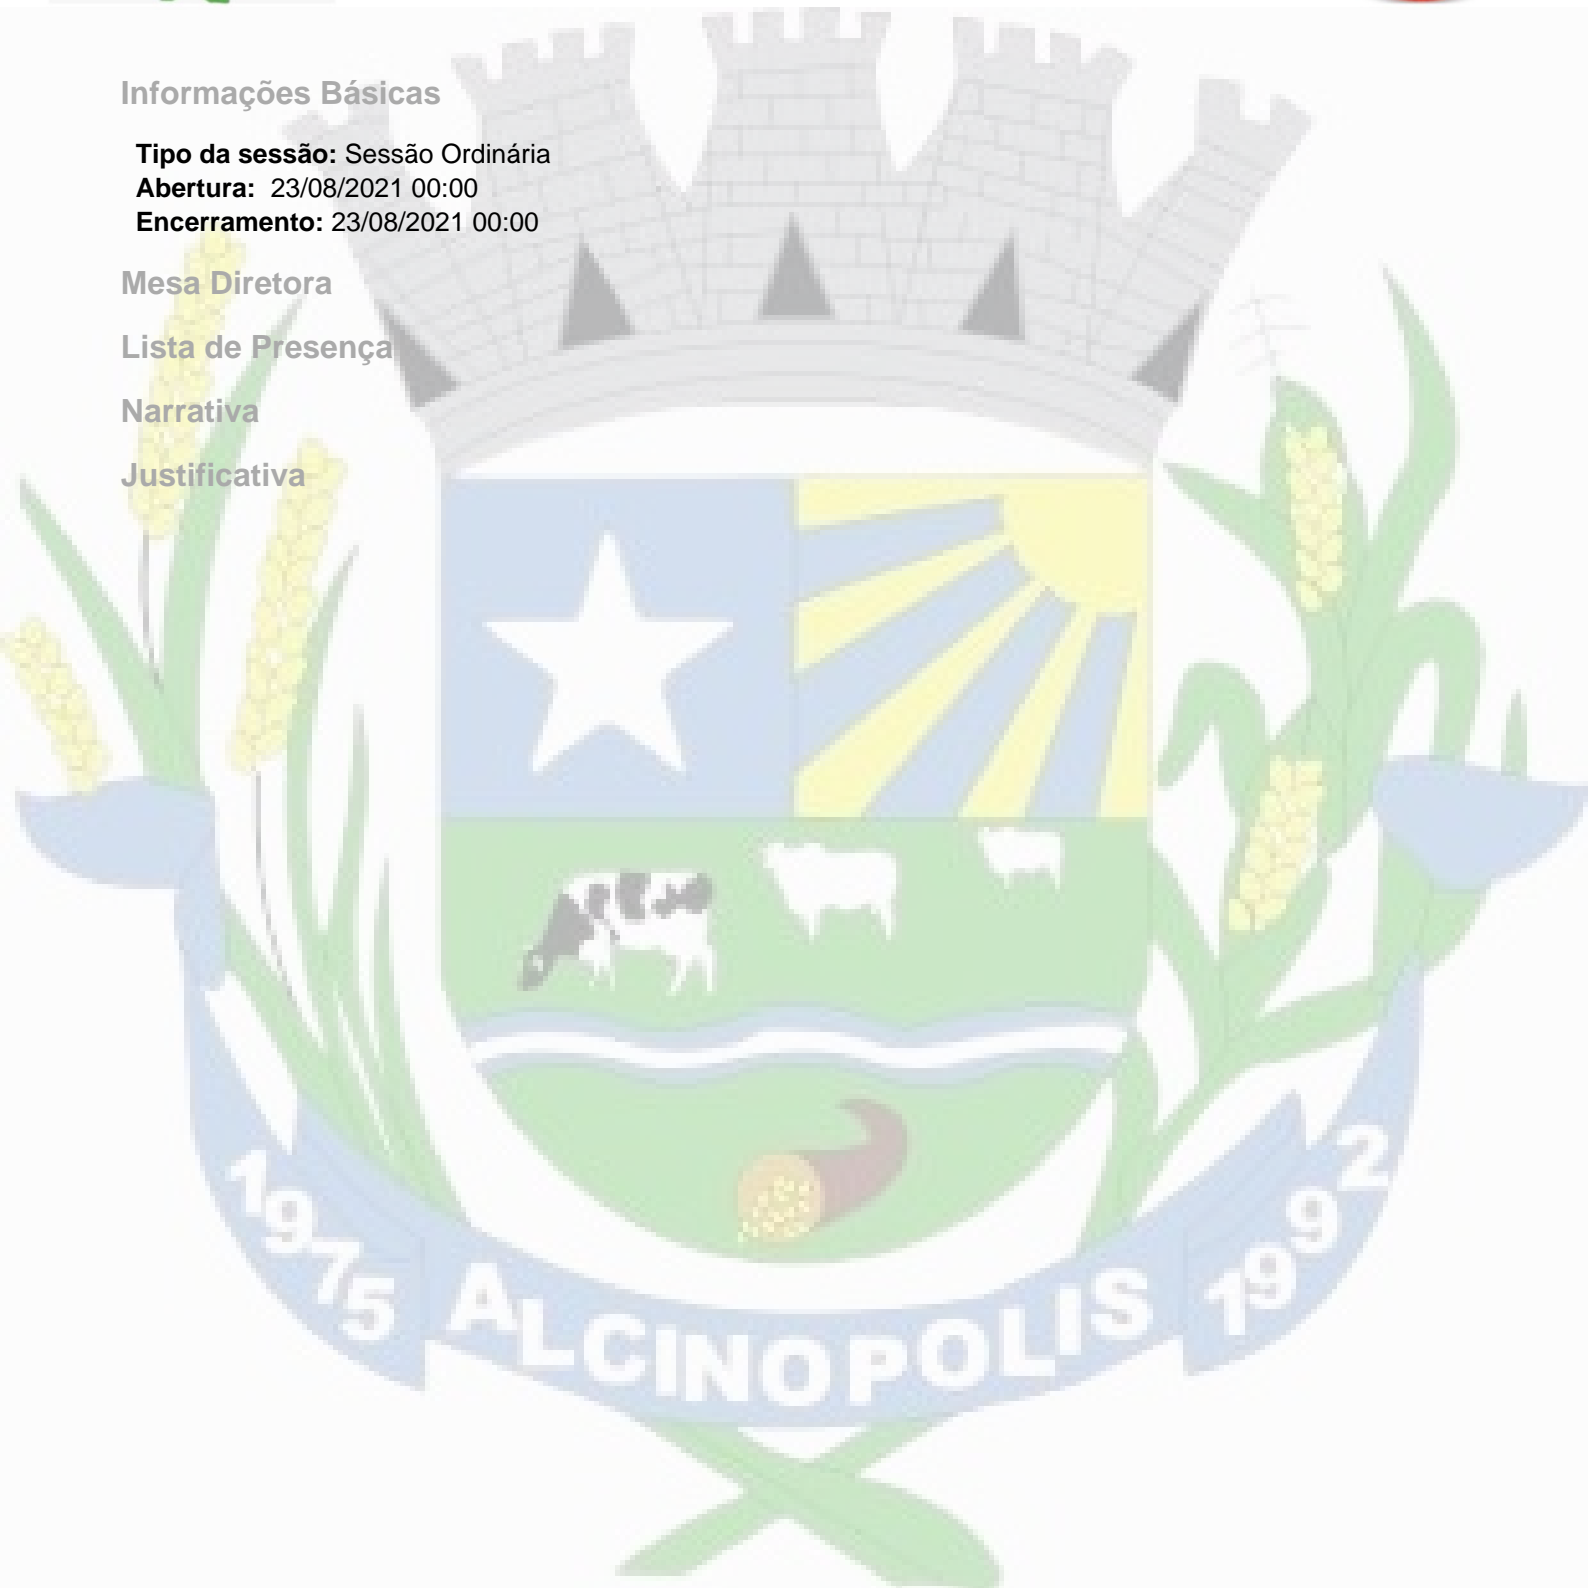 Informações Básicas
Tipo da sessão: Sessão Ordinária
Abertura: 23/08/2021 00:00
Encerramento: 23/08/2021 00:00
Mesa Diretora
Lista de Presença
Narrativa
Justificativa
1975 ALCINOPOLIS 1992